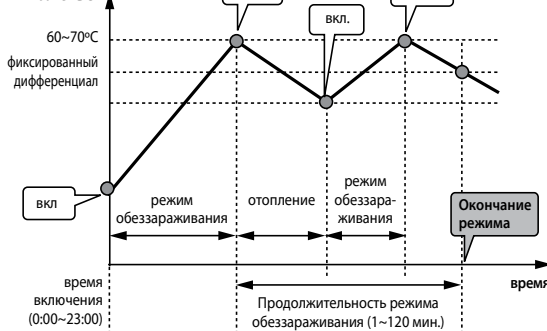 вкл.
60~70ºC
фиксированный
дифференциал
вкл
режим
обеззараживания
отопление
режим
обеззара-
живания
Окончание
режима
время
включения
(0:00~23:00)
время
Продолжительность режима
обеззараживания (1~120 мин.)